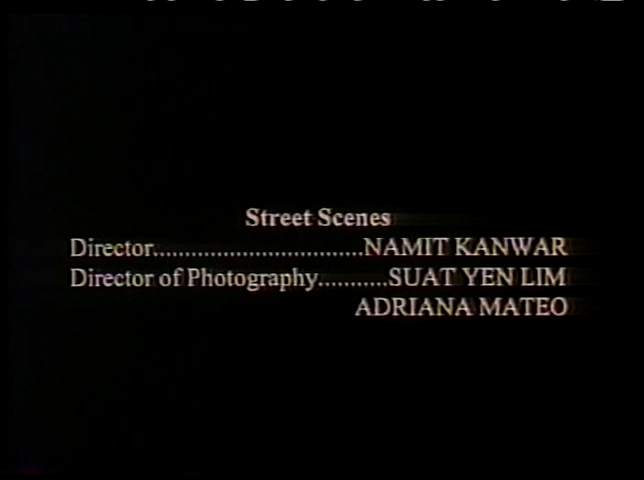 Street Scenes
Director.................................NAMIT KANWAR
Director of Photography...........SUAT YEN LIM
ADRIANA MATEO